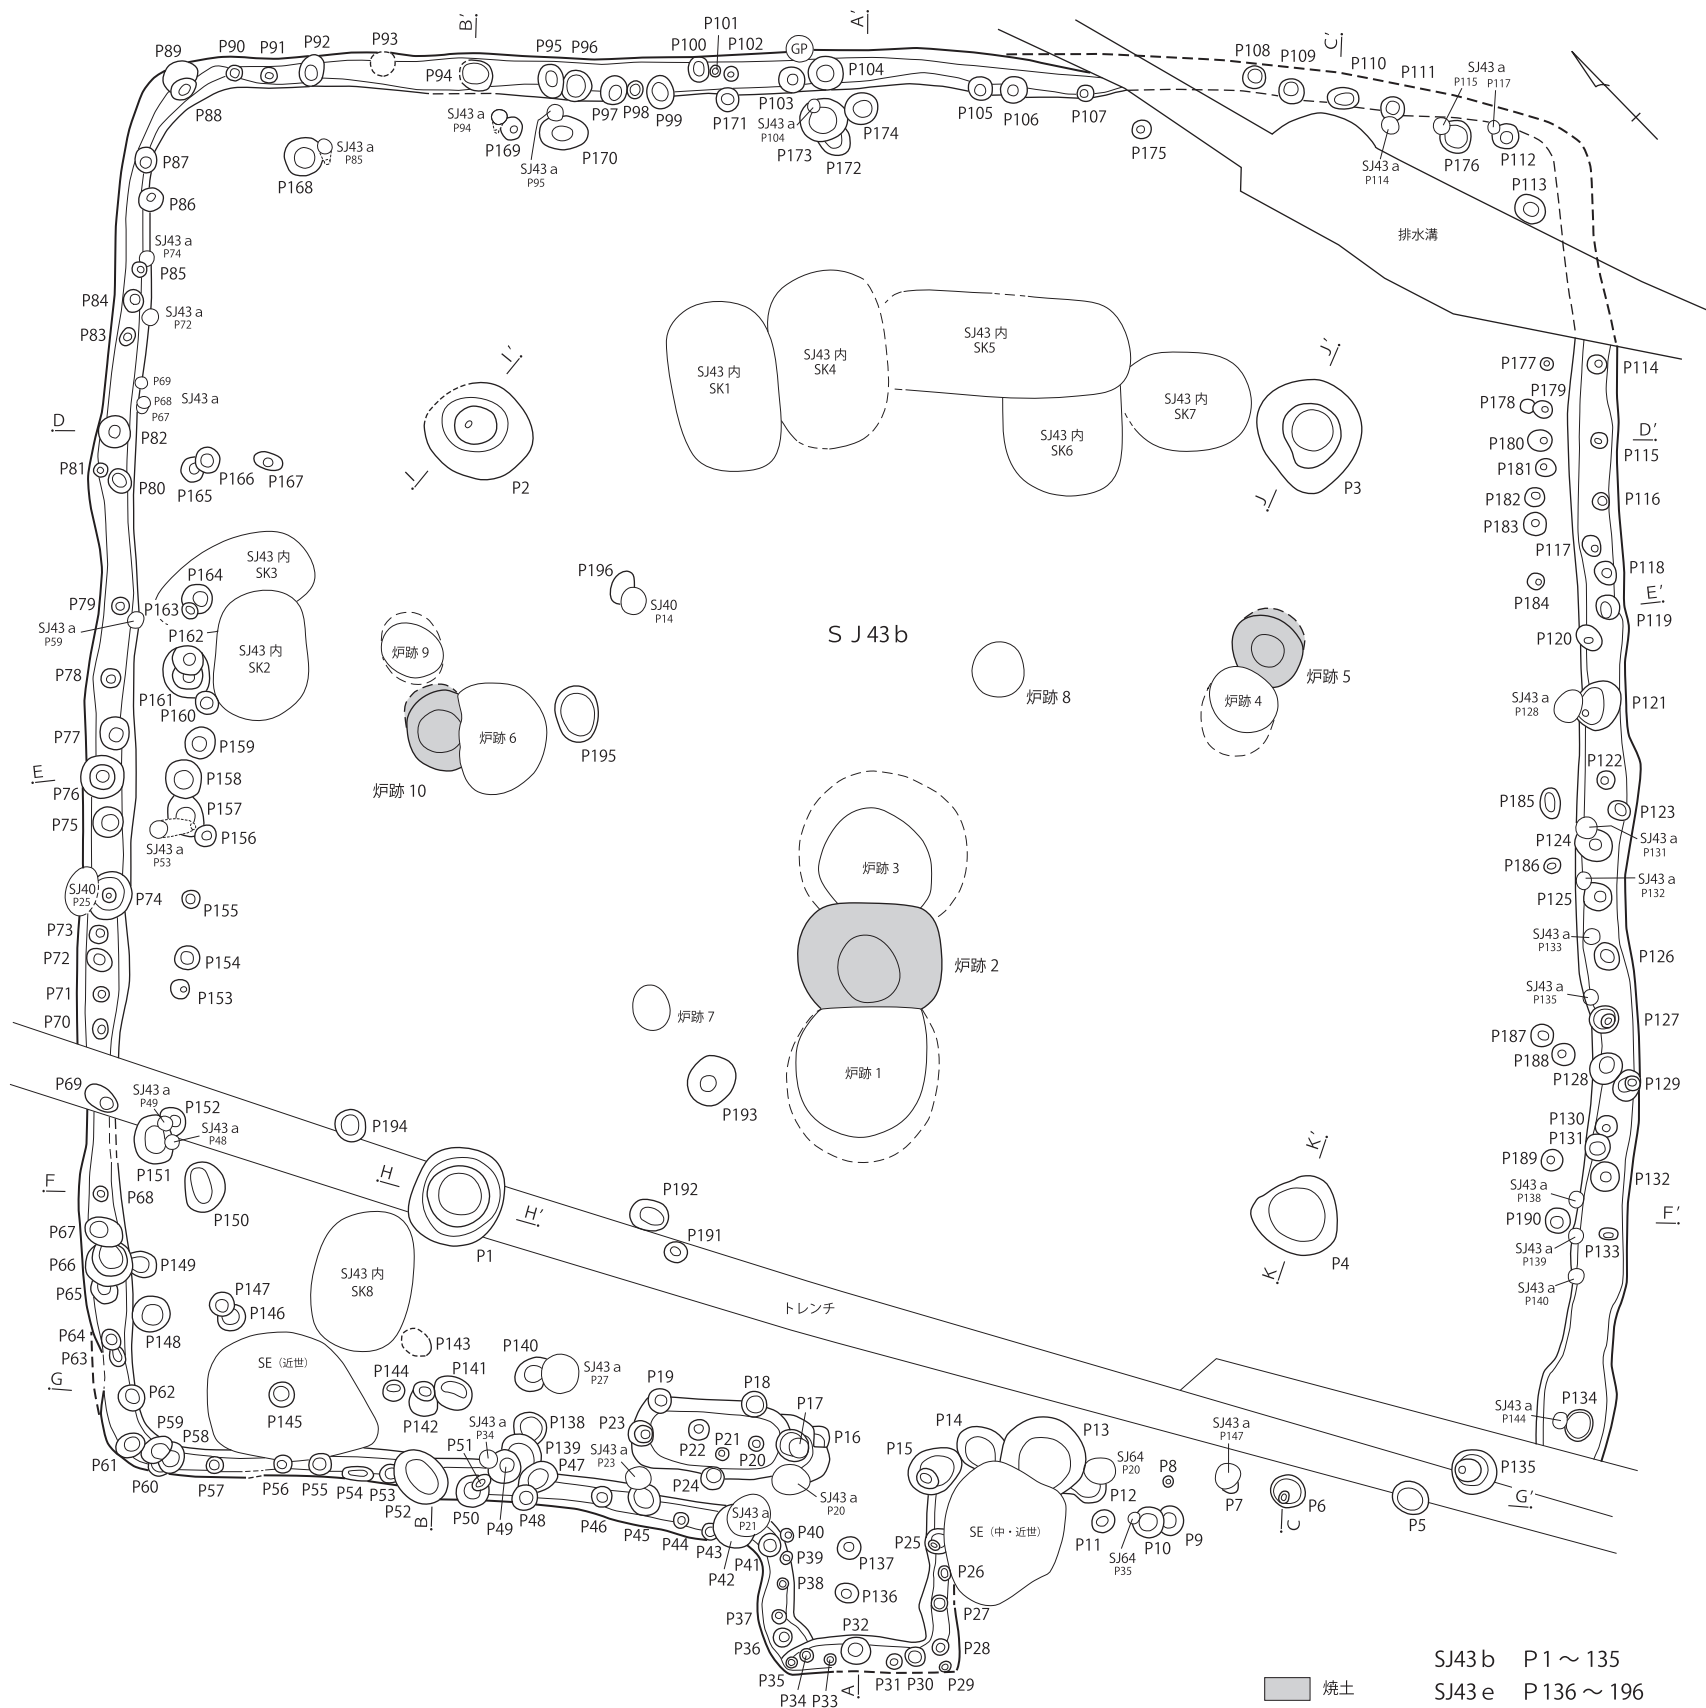 B'
A'
C'
P89
P90
P91
P92
P93
P94
P95
P96
P97
P98
P99
P100
P101
P102
GP
P103
P104
P171
P105
P106
P107
P108
P109
P110
P111
SJ43 a
P115
SJ43 a
P117
P88
P87
P86
SJ43 a
P94
P169
SJ43 a
P95
P170
SJ43 a
P104
P173
P172
P174
P175
SJ43 a
P114
P176
P112
P113
P168
SJ43 a
P85
排水溝
SJ43 a
P74
P85
P84
SJ43 a
P72
P83
P69
P68
SJ43 a
P67
D
P82
P81
P80
P165
P166
P167
I'
I
P2
SJ43 内
SK1
SJ43 内
SK4
SJ43 内
SK5
SJ43 内
SK6
SJ43 内
SK7
J'
J
P3
P177
P114
P178
P179
P180
D'
P115
P181
P182
P116
P183
P117
P118
P184
E'
P119
P120
SJ43 内
SK3
P164
P79
P163
SJ43 a
P59
P162
SJ43 内
SK2
P78
P161
P160
P77
P159
E
P76
P158
P75
P157
P156
SJ43 a
P53
P196
SJ40
P14
S J 43 b
炉跡 9
炉跡 6
炉跡 10
P195
炉跡 8
炉跡 5
炉跡 4
SJ43 a
P128
P121
P122
P185
P123
P124
SJ43 a
P131
P186
SJ43 a
P132
P125
SJ43 a
P133
P126
SJ43 a
P135
P127
P187
P188
P128
P129
炉跡 3
炉跡 2
炉跡 7
炉跡 1
P193
SJ40
P25
P74
P155
P73
P72
P154
P71
P153
P70
P69
SJ43 a
P49
P152
SJ43 a
P48
P151
P194
F
P68
P150
H
H'
P1
P192
P191
K'
K
P4
P130
P131
P189
P132
SJ43 a
P138
P190
F'
SJ43 a
P139
P133
SJ43 a
P140
P67
P66
P149
P65
P147
P146
P148
SJ43 内
SK8
トレンチ
P64
P63
P143
SE（近世）
G
P62
P145
P144
P141
P142
P140
SJ43 a
P27
P19
P18
P17
P16
P23
P22
P21
P20
P24
SJ43 a
P20
P14
P13
P15
SJ64
P20
P12
P8
SJ43 a
P147
P7
P6
C
P5
P135
G'
SJ43 a
P144
P134
P61
P60
P59
P58
P57
P56
P55
P54
P53
P52
B
P51
SJ43 a
P34
P138
P139
P47
SJ43 a
P23
P50
P49
P48
P46
P45
P44
P43
P42
SJ43 a
P21
P41
P40
P39
P38
P37
P36
P35
P34
P33
A
P32
P31
P30
P29
P28
P27
P26
P25
P137
P136
SE（中・近世）
P11
SJ64
P35
P10
P9
焼土
SJ43 b　P 1 ～ 135
SJ43 e　P 136 ～ 196